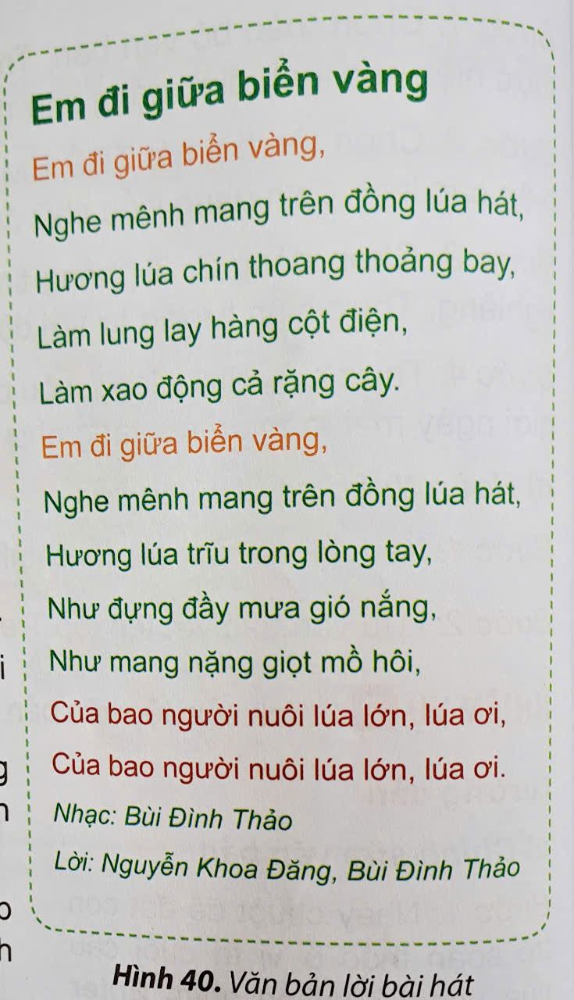 Em đi giữa biển vàng
Em đi giữa biển vàng,
Nghe mênh mang trên đồng lúa hát,
Hương lúa chín thoang thoảng bay,
Làm lung lay hàng cột điện,
Làm xao động cả rặng cây.
Em đi giữa biển vàng,
Nghe mênh mang trên đồng lúa hát,
Hương lúa trĩu trong lòng tay,
Như đựng đầy mưa gió nắng,
Như mang nặng giọt mồ hôi,
Của bao người nuôi lúa lớn, lúa ơi,
Của bao người nuôi lúa lớn, lúa ơi.
Nhạc: Bùi Đình Thảo
Lời: Nguyễn Khoa Đăng, Bùi Đình Thảo
Hình 40. Văn bản lời bài hát